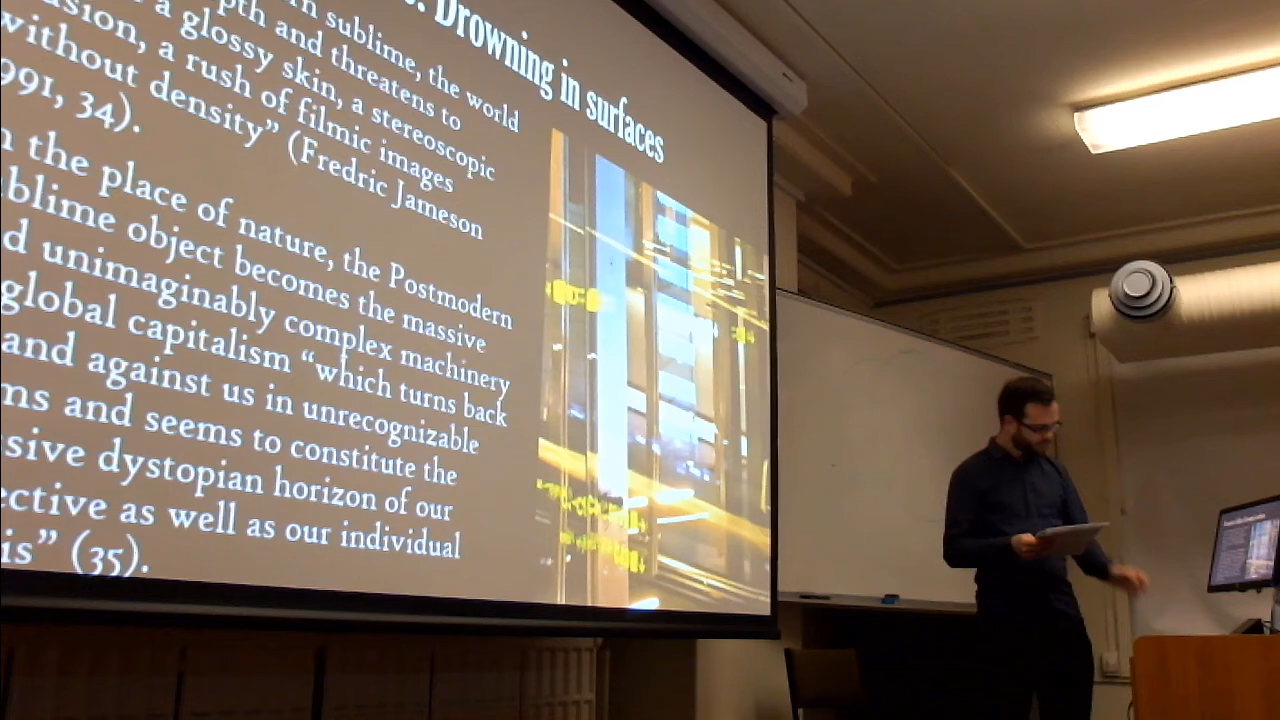 : Drowning in surfaces
n sublime, the world
pth and threatens to
a glossy skin, a stereoscopic
sion, a rush of filmic images
without density” (Fredric Jameson
991, 34).
n the place of nature, the Postmodern
blime object becomes the massive
d unimaginably complex machinery
global capitalism “which turns back
and against us in unrecognizable
ms and seems to constitute the
sive dystopian horizon of our
ective as well as our individual
is” (35).